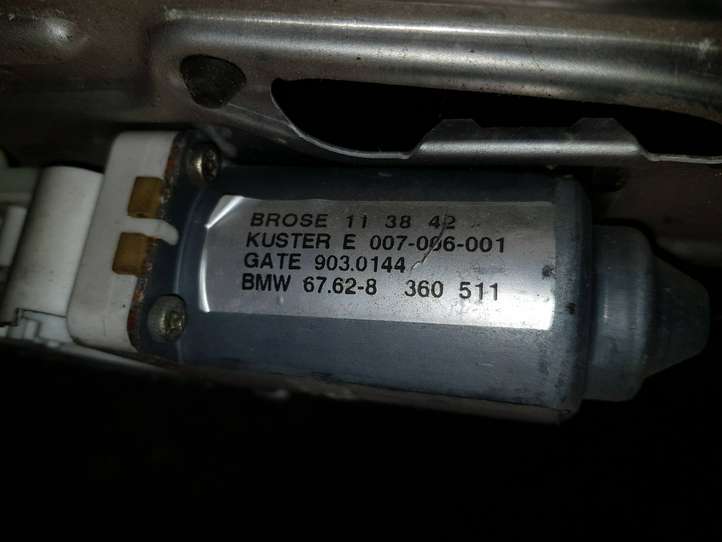 BROSE 11 38 42
KUSTER E 007-006-001
GATE 903.0144
BMW 67.62-8 360 511